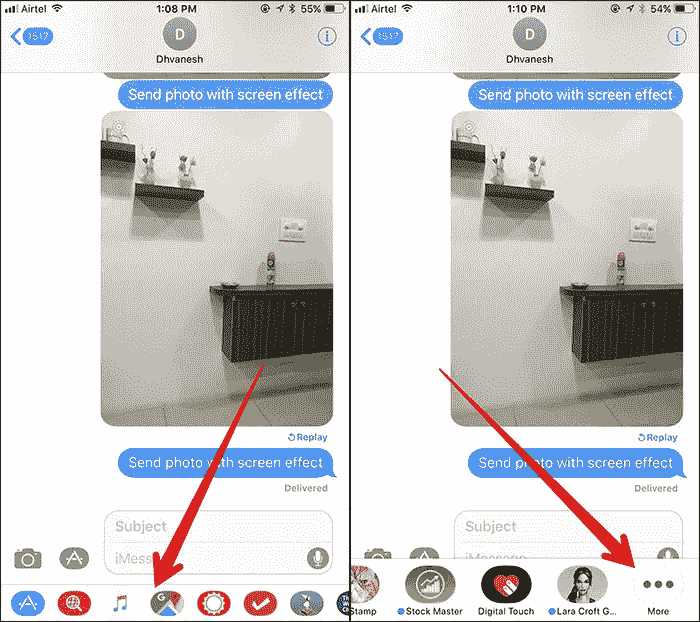 Airtel 1:08 PM 55%
1517
D
Dhvanesh
Send photo with screen effect
Replay
Send photo with screen effect
Delivered
Subject
iMess
Airtel 1:10 PM 54%
1517
D
Dhvanesh
Send photo with screen effect
Replay
Send photo with screen effect
Delivered
Subject
iMessage
Stamp
Stock Master
Digital Touch
Lara Croft G...
More